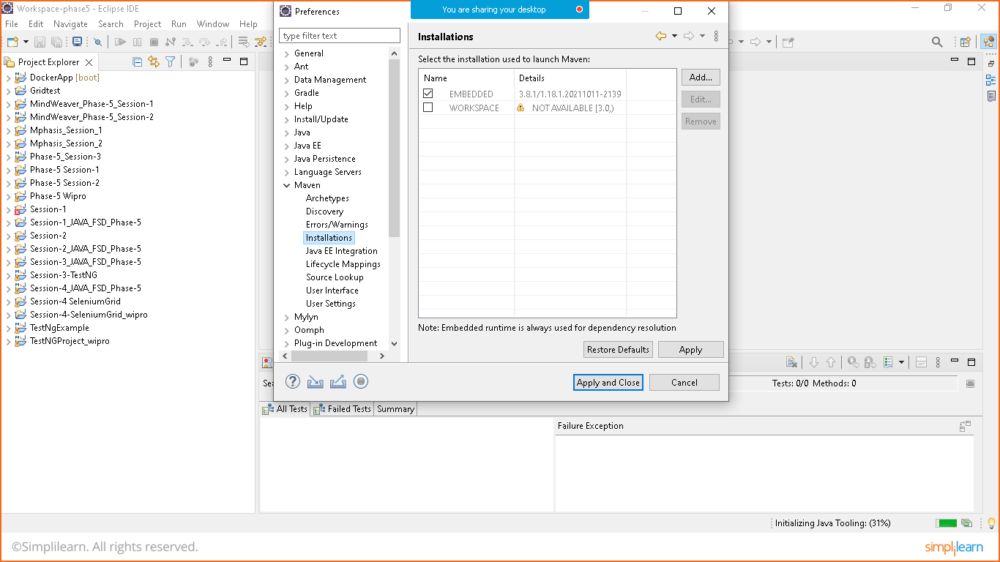 Workspace-phase5 - Eclipse IDE
File Edit Navigate Search Project Run Window Help
You are sharing your desktop
Project Explorer
DockerApp [boot]
Gridtest
MindWeaver_Phase-5_Session-1
MindWeaver_Phase-5_Session-2
Mphasis_Session_1
Mphasis_Session_2
Phase-5_Session-3
Phase-5 Session-1
Phase-5 Session-2
Phase-5 Wipro
Session-1
Session-1_JAVA_FSD_Phase-5
Session-2
Session-2_JAVA_FSD_Phase-5
Session-3_JAVA_FSD_Phase-5
Session-3-TestNG
Session-4_JAVA_FSD_Phase-5
Session-4 SeleniumGrid
Session-4-SeleniumGrid_wipro
TestNgExample
TestNGProject_wipro
Preferences
type filter text
General
Ant
Data Management
Gradle
Help
Install/Update
Java
Java EE
Java Persistence
Language Servers
Maven
Archetypes
Discovery
Errors/Warnings
Installations
Java EE Integration
Lifecycle Mappings
Source Lookup
User Interface
User Settings
Mylyn
Oomph
Plug-in Development
Installations
Select the installation used to launch Maven:
Name Details
EMBEDDED 3.8.1/1.18.1.20211011-2139
WORKSPACE NOT AVAILABLE [3.0,)
Add...
Edit...
Remove
Note: Embedded runtime is always used for dependency resolution
Restore Defaults Apply
Apply and Close Cancel
Sea
Tests: 0/0 Methods: 0
All Tests Failed Tests Summary
Failure Exception
Initializing Java Tooling: (31%)
©Simplilearn. All rights reserved.
simplilearn